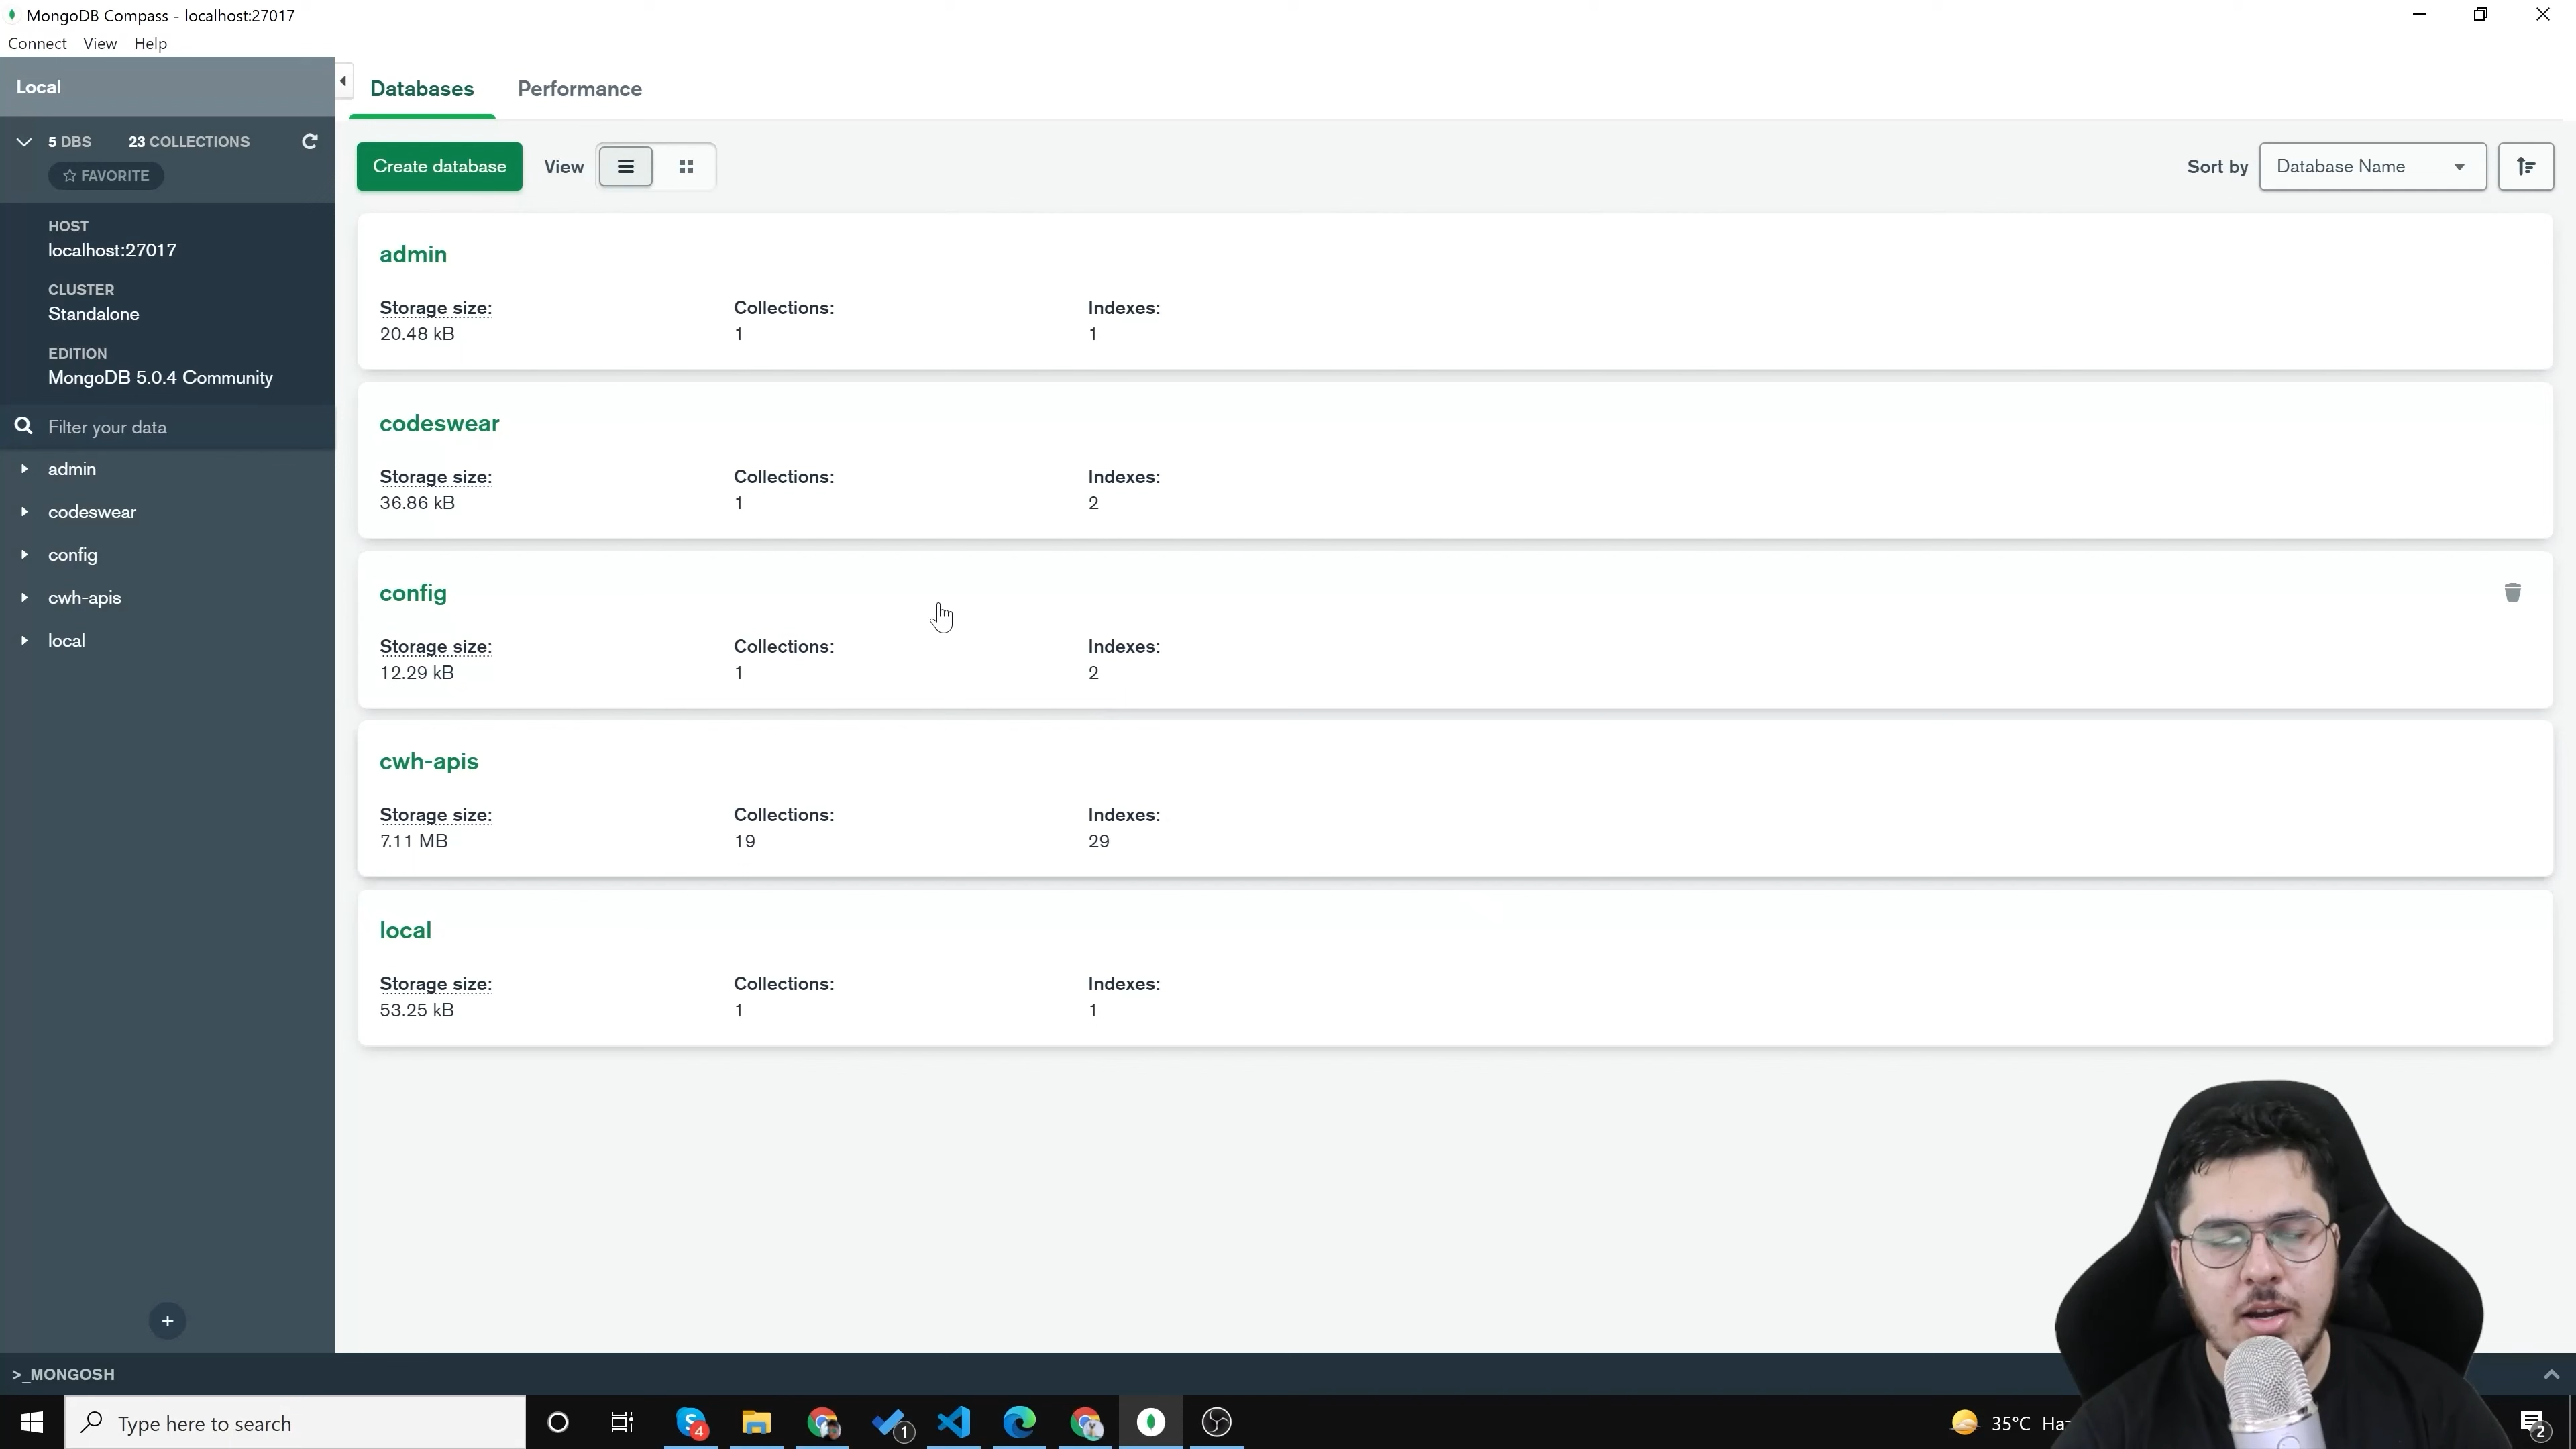 MongoDB Compass - localhost:27017
Connect View Help
Local
5 DBS 23 COLLECTIONS
FAVORITE
HOST
localhost:27017
CLUSTER
Standalone
EDITION
MongoDB 5.0.4 Community
Filter your data
admin
codeswear
config
cwh-apis
local
Databases Performance
Create database View Sort by Database Name
admin
Storage size: Collections: Indexes:
20.48 kB 1 1
codeswear
Storage size: Collections: Indexes:
36.86 kB 1 2
config
Storage size: Collections: Indexes:
12.29 kB 1 2
cwh-apis
Storage size: Collections: Indexes:
7.11 MB 19 29
local
Storage size: Collections: Indexes:
53.25 kB 1 1
+
>_MONGOSH
Type here to search 4 1 35°C 2